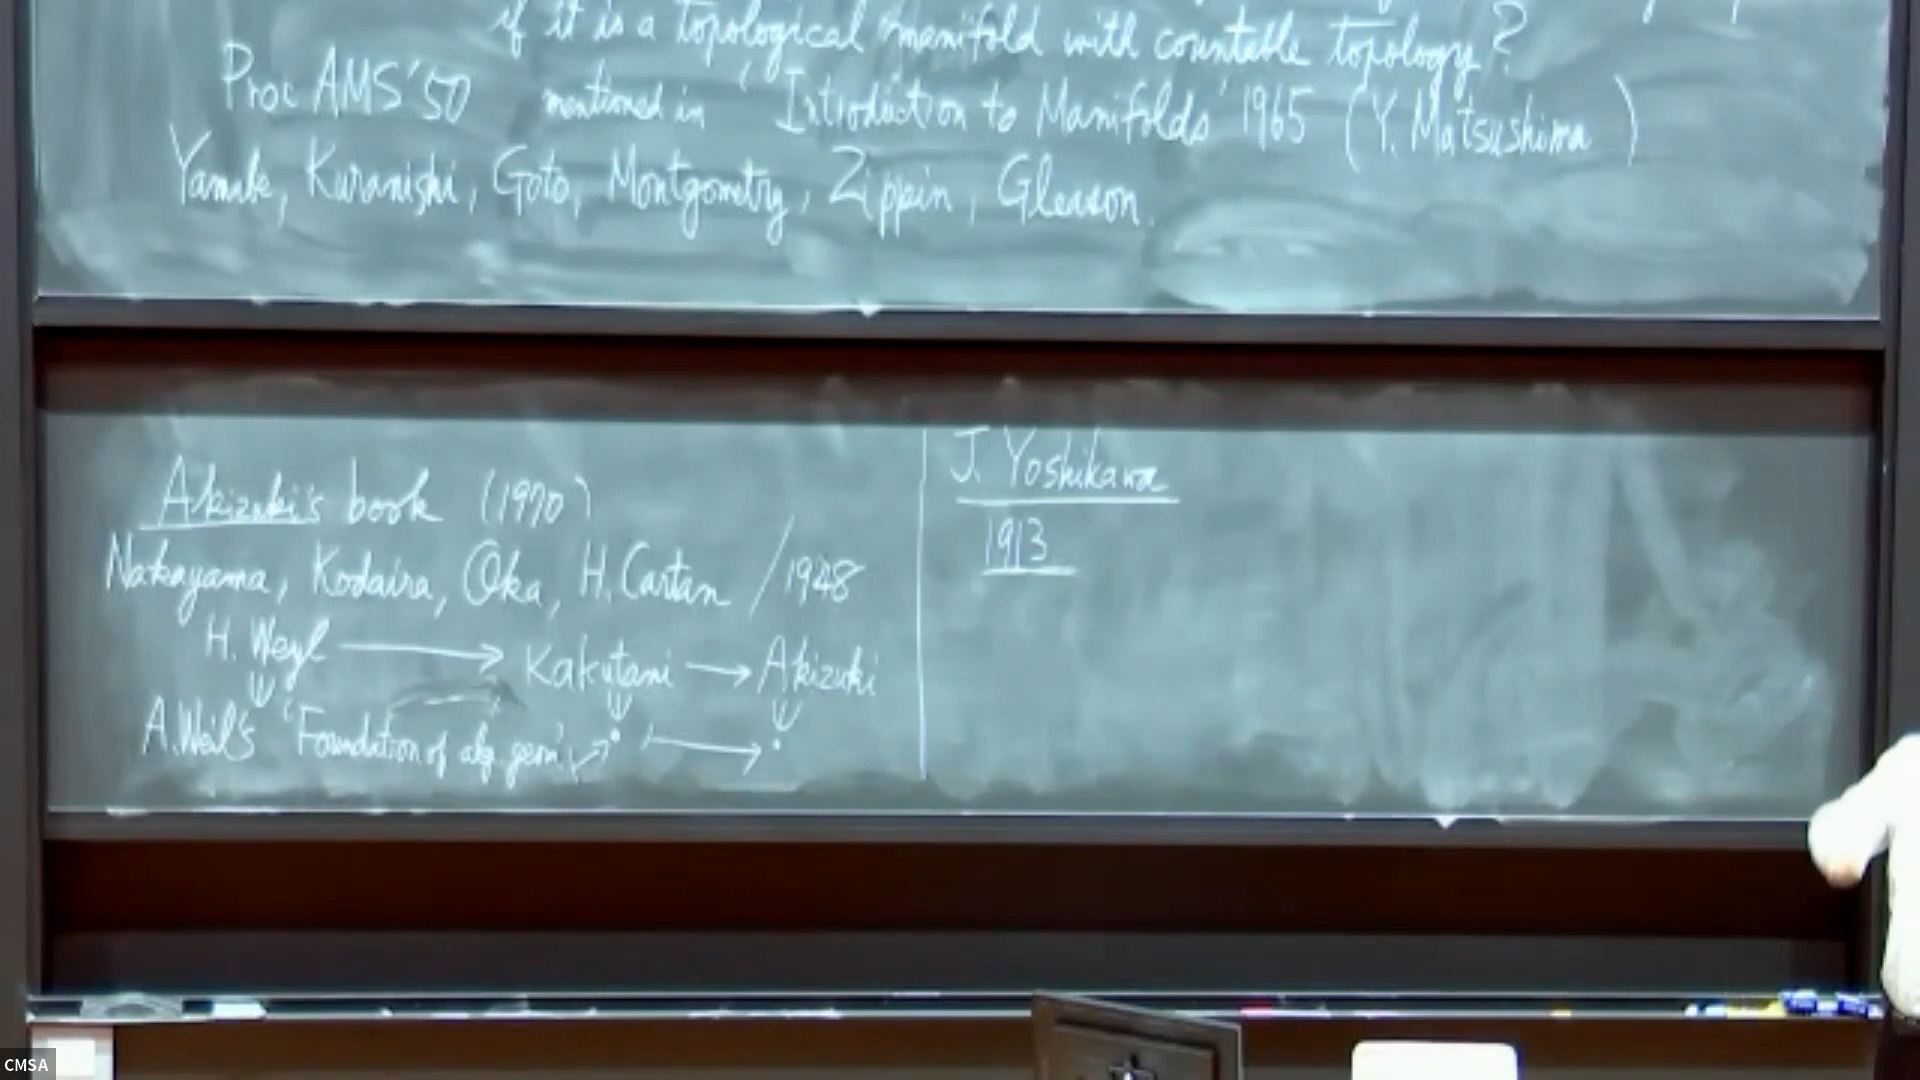 if it is a topological manifold with countable topology?
Proc AMS '50 mentioned in 'Introduction to Manifolds' 1965 (Y. Matsushima)
Yamabe, Kuranishi, Goto, Montgometry, Zippin, Gleason.
Akizuki's book (1970)
Nakayama, Kodaira, Oka, H. Cartan / 1948
H. Weyl → Kakutani → Akizuki
A. Weil's 'Foundation of alg. geom'
J. Yoshikawa
1913
CMSA